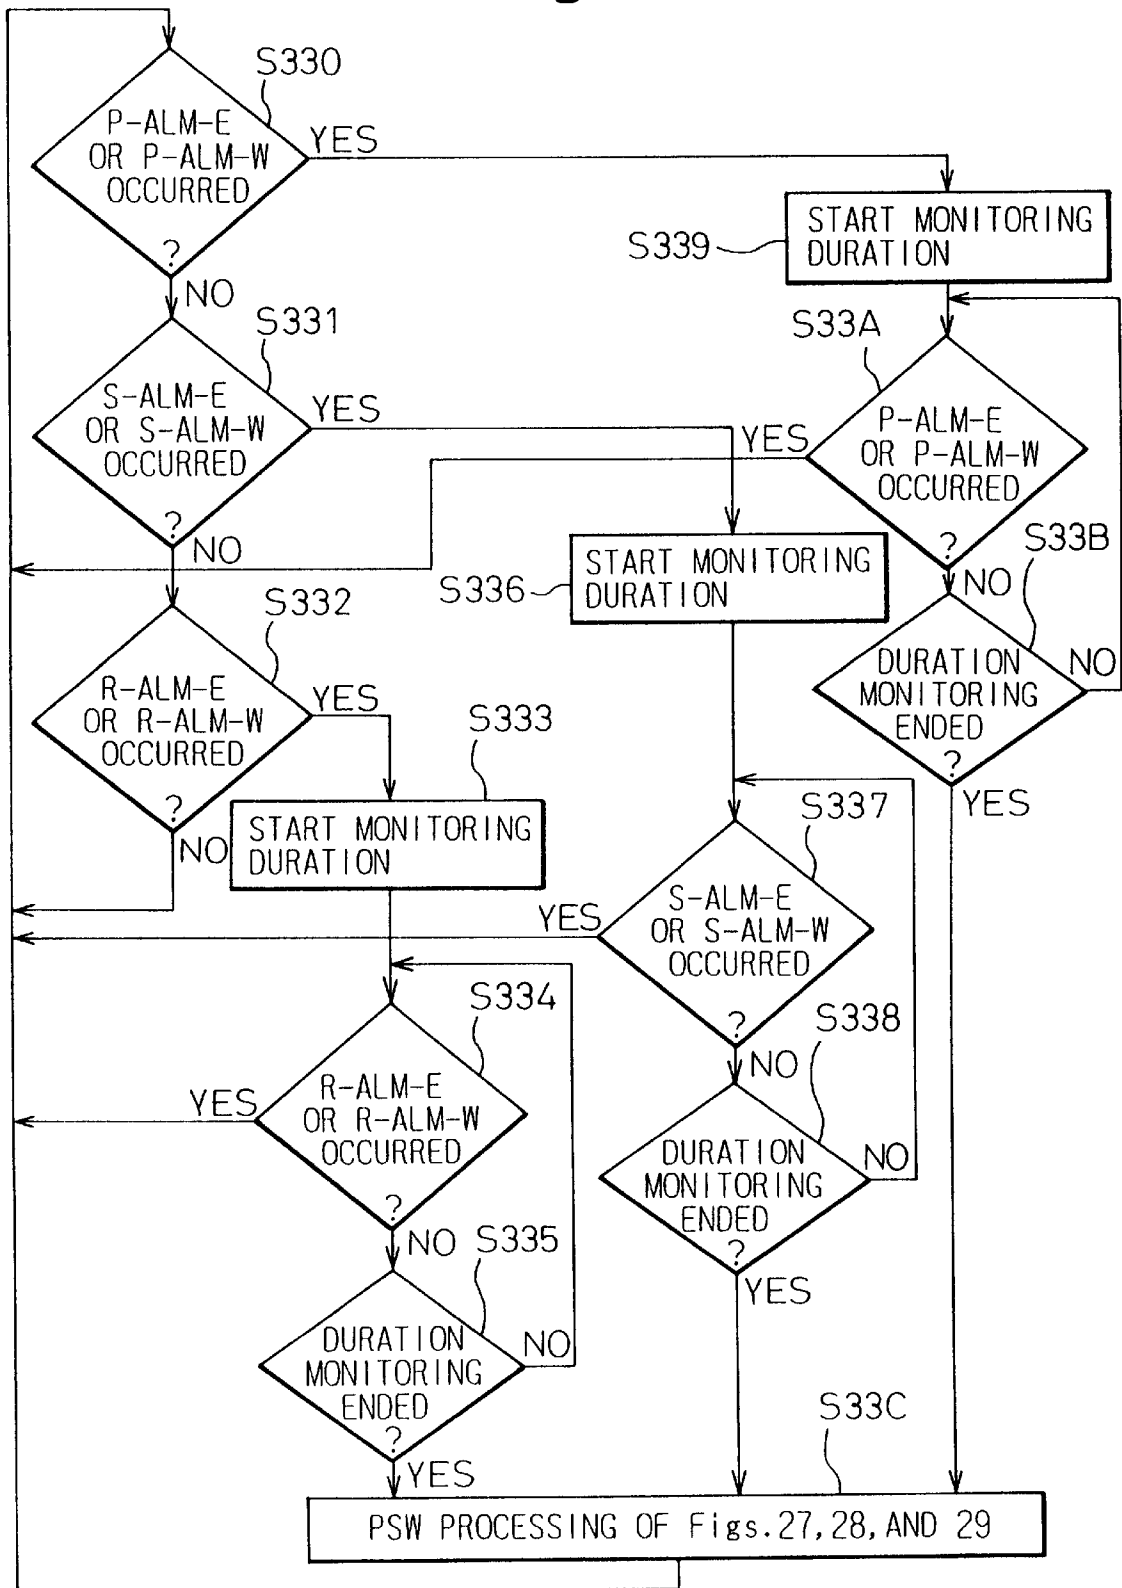 S330
P-ALM-E
OR P-ALM-W
OCCURRED
?
YES
NO
START MONITORING
DURATION
S339
S331
S-ALM-E
OR S-ALM-W
OCCURRED
?
YES
NO
S33A
P-ALM-E
OR P-ALM-W
OCCURRED
?
YES
NO
START MONITORING
DURATION
S336
S33B
DURATION
MONITORING
ENDED
?
NO
YES
S332
R-ALM-E
OR R-ALM-W
OCCURRED
?
YES
NO
S333
START MONITORING
DURATION
S337
S-ALM-E
OR S-ALM-W
OCCURRED
?
YES
NO
S334
R-ALM-E
OR R-ALM-W
OCCURRED
?
YES
NO
S338
DURATION
MONITORING
ENDED
?
NO
YES
S335
DURATION
MONITORING
ENDED
?
NO
YES
S33C
PSW PROCESSING OF Figs.27,28,AND 29